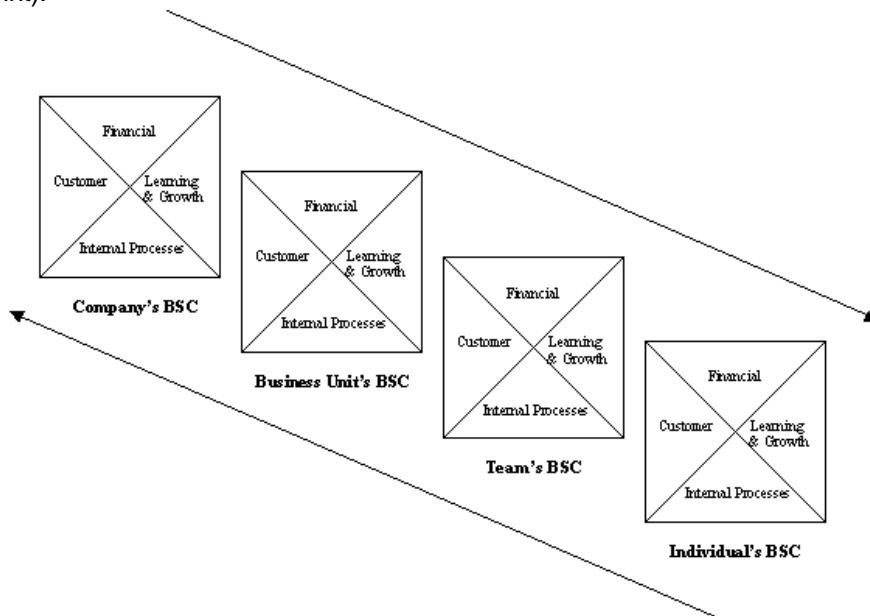 Financial
Customer
Learning
& Growth
Internal Processes
Company's BSC
Financial
Customer
Learning
& Growth
Internal Processes
Business Unit's BSC
Financial
Customer
Learning
& Growth
Internal Processes
Team's BSC
Financial
Customer
Learning
& Growth
Internal Processes
Individual's BSC